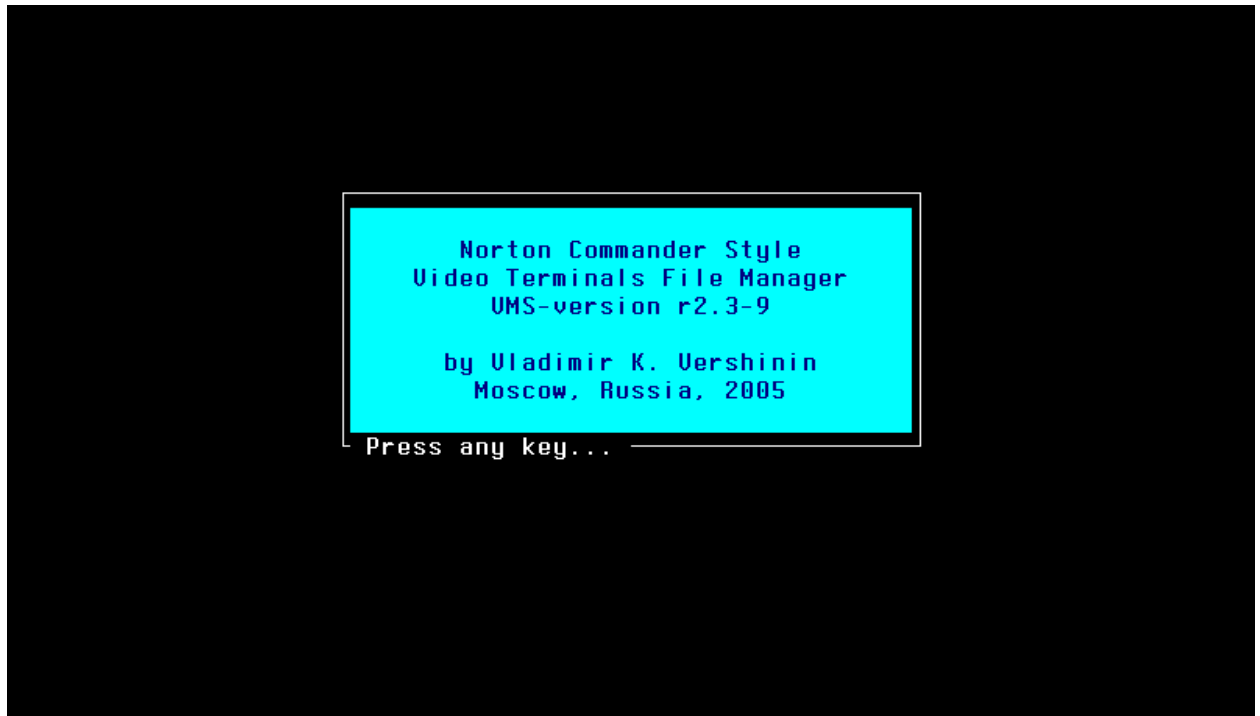 Norton Commander Style
Video Terminals File Manager
VMS-version r2.3-9
by Vladimir K. Vershinin
Moscow, Russia, 2005
Press any key...